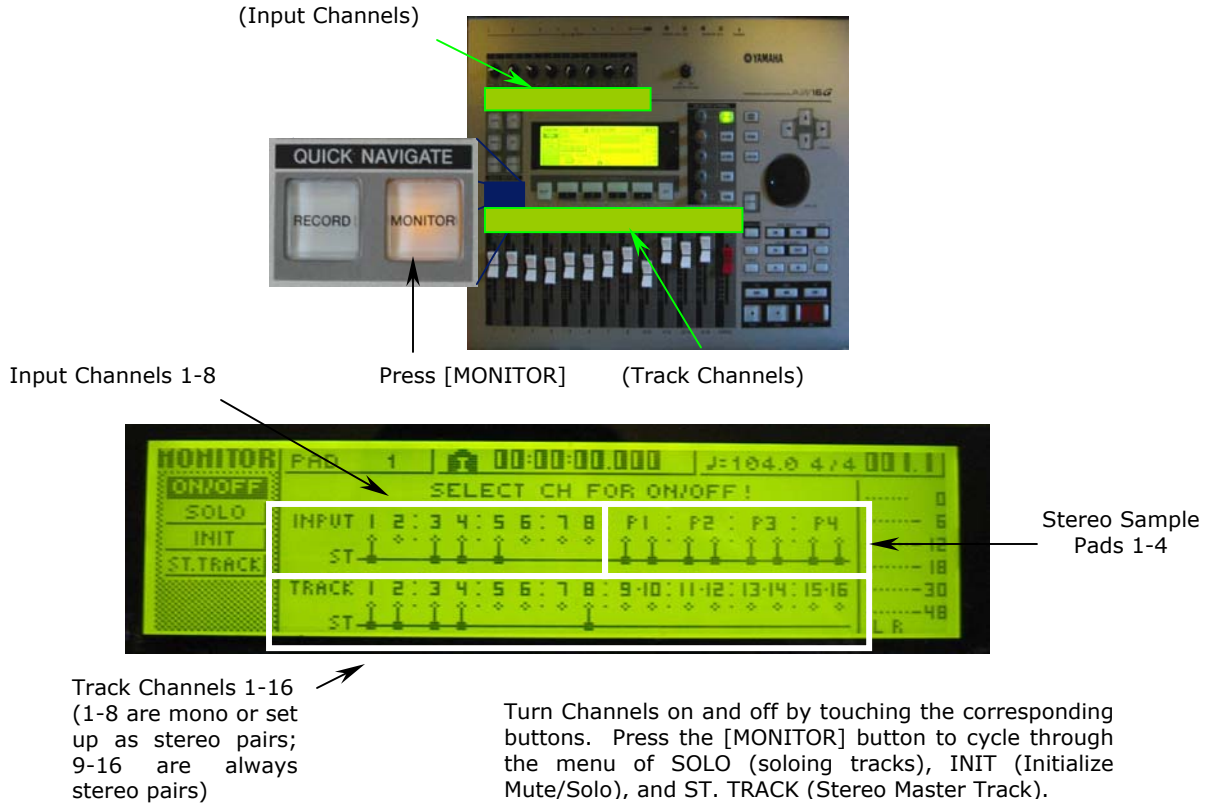 (Input Channels)
YAMAHA
AW16G
QUICK NAVIGATE
RECORD MONITOR
Input Channels 1-8 Press [MONITOR] (Track Channels)
MONITOR PAD 1 00:00:00.000 ♩=104.0 4/4 001.1
ON/OFF SELECT CH FOR ON/OFF!
SOLO
INIT
ST.TRACK
INPUT 1 2 : 3 4 : 5 6 : 7 8 P1 : P2 : P3 : P4
ST
TRACK 1 2 : 3 4 : 5 6 : 7 8 : 9-10 : 11-12 : 13-14 : 15-16
ST
0
6
12
18
30
48
L R
Stereo Sample
Pads 1-4
Track Channels 1-16
(1-8 are mono or set
up as stereo pairs;
9-16 are always
stereo pairs)
Turn Channels on and off by touching the corresponding
buttons. Press the [MONITOR] button to cycle through
the menu of SOLO (soloing tracks), INIT (Initialize
Mute/Solo), and ST. TRACK (Stereo Master Track).